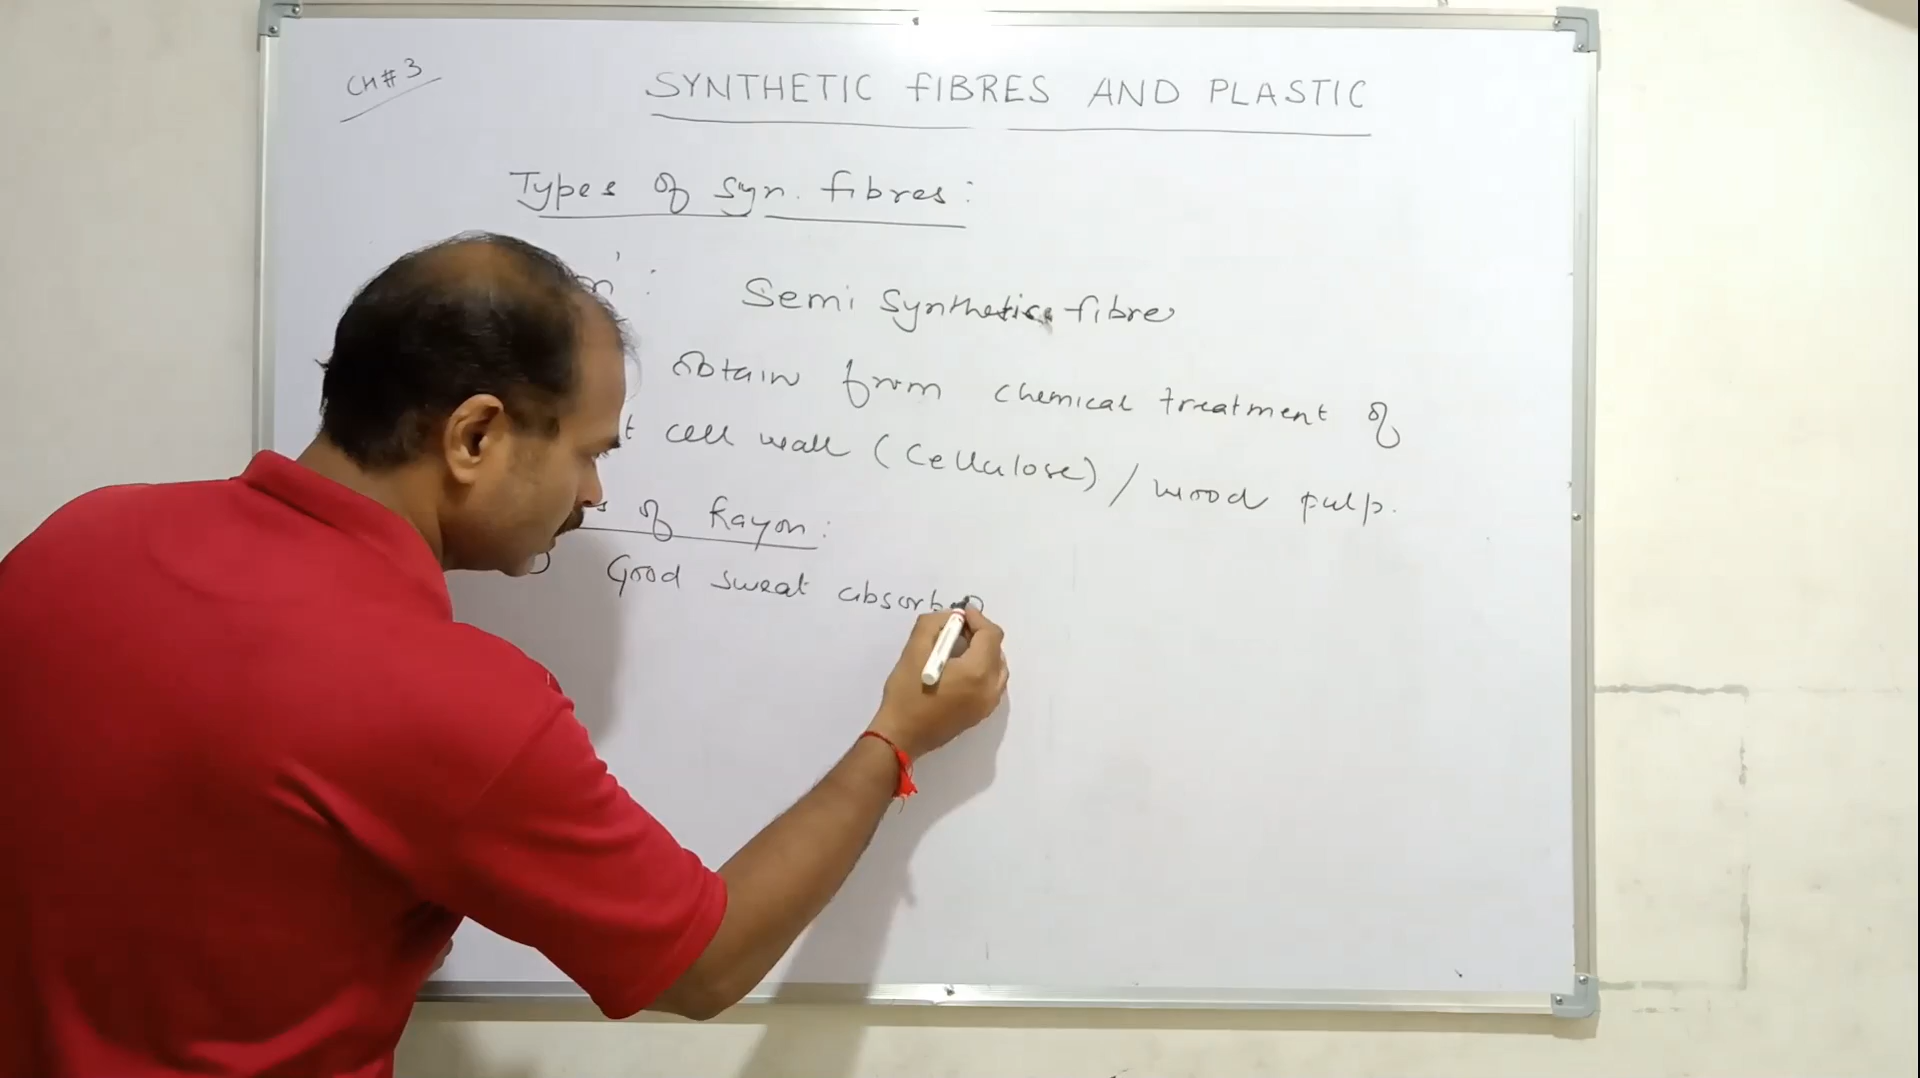 CH#3
SYNTHETIC FIBRES AND PLASTIC
Types of syn. fibres:
Semi synthetic fibre
obtain from chemical treatment of
cell wall (cellulose) / wood pulp.
of Rayon:
Good sweat